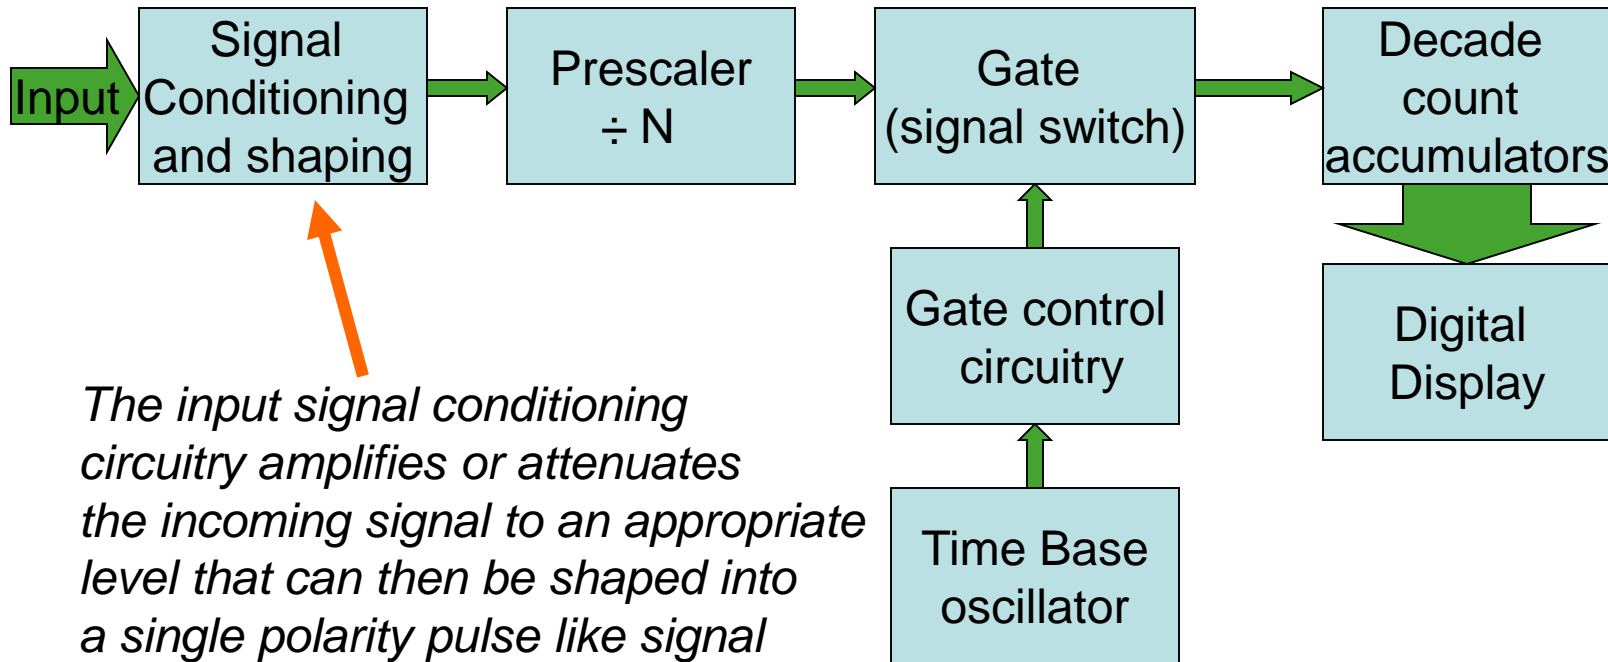 Input
Signal
Conditioning
and shaping
Prescaler
÷ N
Gate
(signal switch)
Decade
count
accumulators
Gate control
circuitry
Digital
Display
Time Base
oscillator
The input signal conditioning
circuitry amplifies or attenuates
the incoming signal to an appropriate
level that can then be shaped into
a single polarity pulse like signal